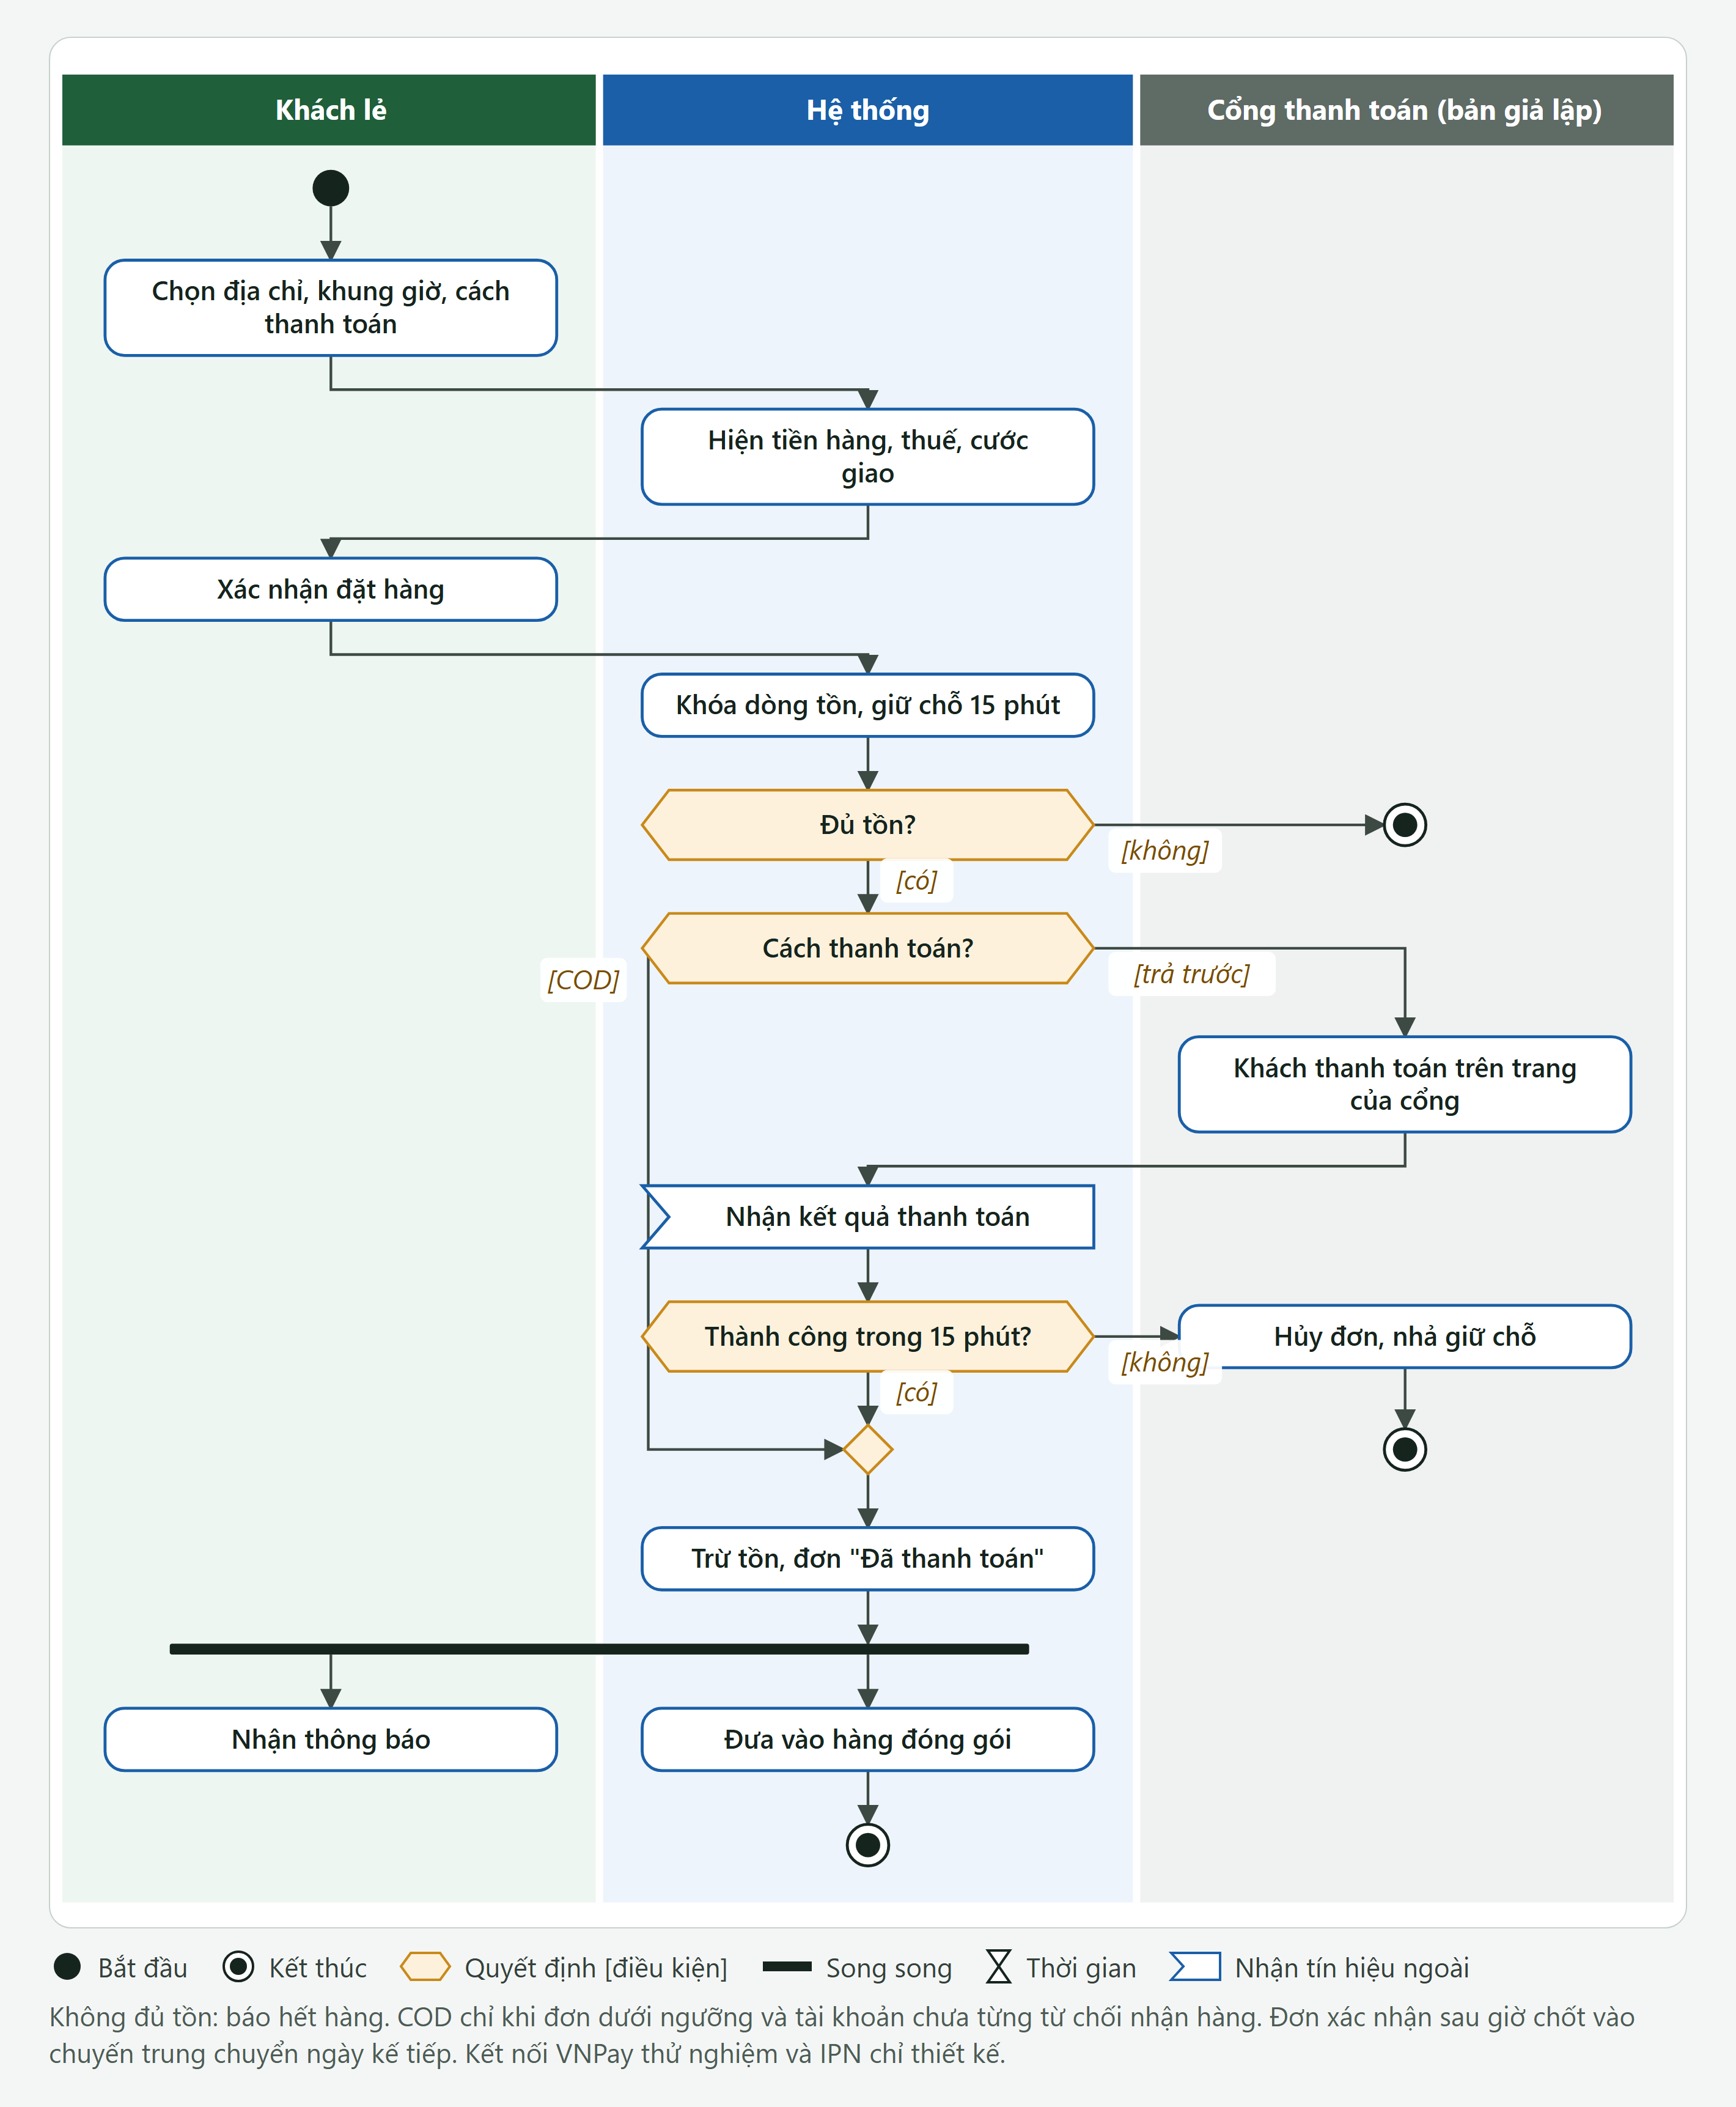 Khách lẻ
Hệ thống
Cổng thanh toán (bản giả lập)
Chọn địa chỉ, khung giờ, cách
thanh toán
Hiện tiền hàng, thuế, cước
giao
Xác nhận đặt hàng
Khóa dòng tồn, giữ chỗ 15 phút
Đủ tồn?
[không]
[có]
Cách thanh toán?
[COD]
[trả trước]
Khách thanh toán trên trang
của cổng
Nhận kết quả thanh toán
Thành công trong 15 phút?
Hủy đơn, nhả giữ chỗ
[không]
[có]
Trừ tồn, đơn "Đã thanh toán"
Nhận thông báo
Đưa vào hàng đóng gói
Bắt đầu
Kết thúc
Quyết định [điều kiện]
Song song
Thời gian
Nhận tín hiệu ngoài
Không đủ tồn: báo hết hàng. COD chỉ khi đơn dưới ngưỡng và tài khoản chưa từng từ chối nhận hàng. Đơn xác nhận sau giờ chốt vào
chuyến trung chuyển ngày kế tiếp. Kết nối VNPay thử nghiệm và IPN chỉ thiết kế.